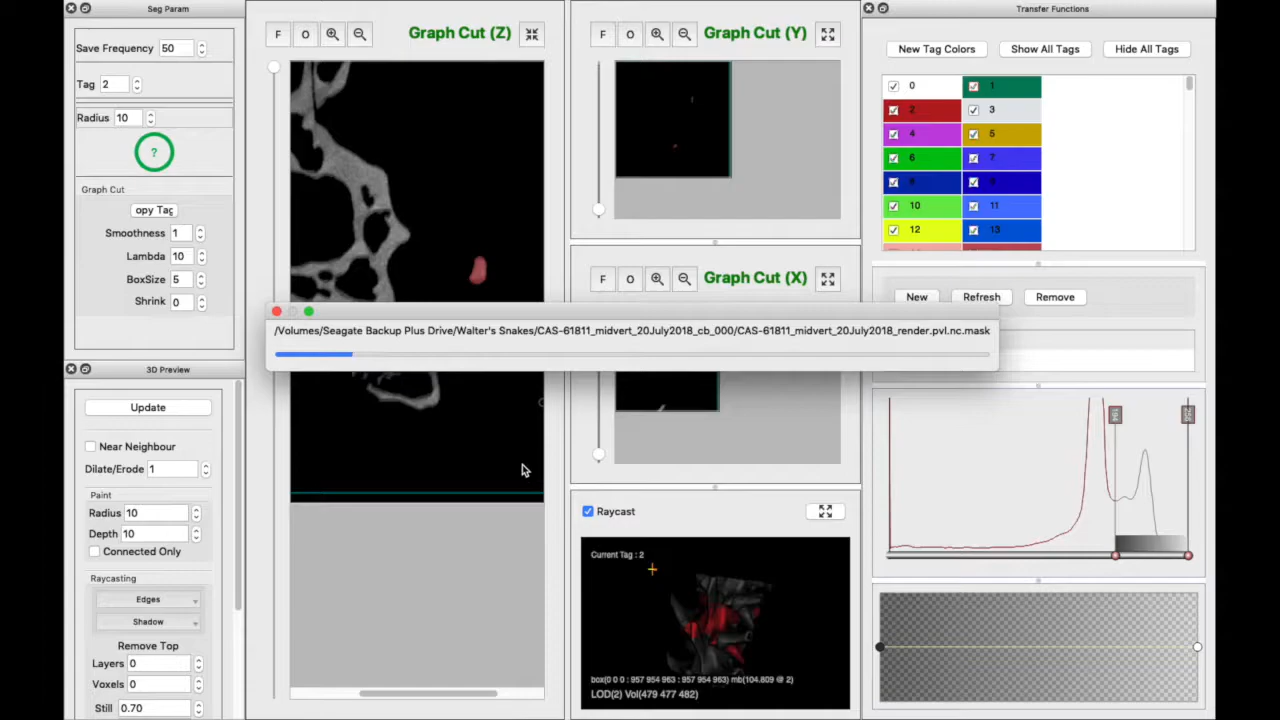 Seg Param
Save Frequency 50
Tag 2
Radius 10
?
Graph Cut
opy Tag
Smoothness 1
Lambda 10
BoxSize 5
Shrink 0
3D Preview
Update
Near Neighbour
Dilate/Erode 1
Paint
Radius 10
Depth 10
Connected Only
Raycasting
Edges
Shadow
Remove Top
Layers 0
Voxels 0
Still 0.70
F O Graph Cut (Z)
F O Graph Cut (Y)
F O Graph Cut (X)
/Volumes/Seagate Backup Plus Drive/Walter's Snakes/CAS-61811_midvert_20July2018_cb_000/CAS-61811_midvert_20July2018_render.pvl.nc.mask
Raycast
Current Tag : 2
box(0 0 0 : 957 954 963 : 957 954 963) mb(104.809 @ 2)
LOD(2) Vol(479 477 482)
Transfer Functions
New Tag Colors Show All Tags Hide All Tags
0 1
2 3
4 5
6 7
8 9
10 11
12 13
New Refresh Remove
194